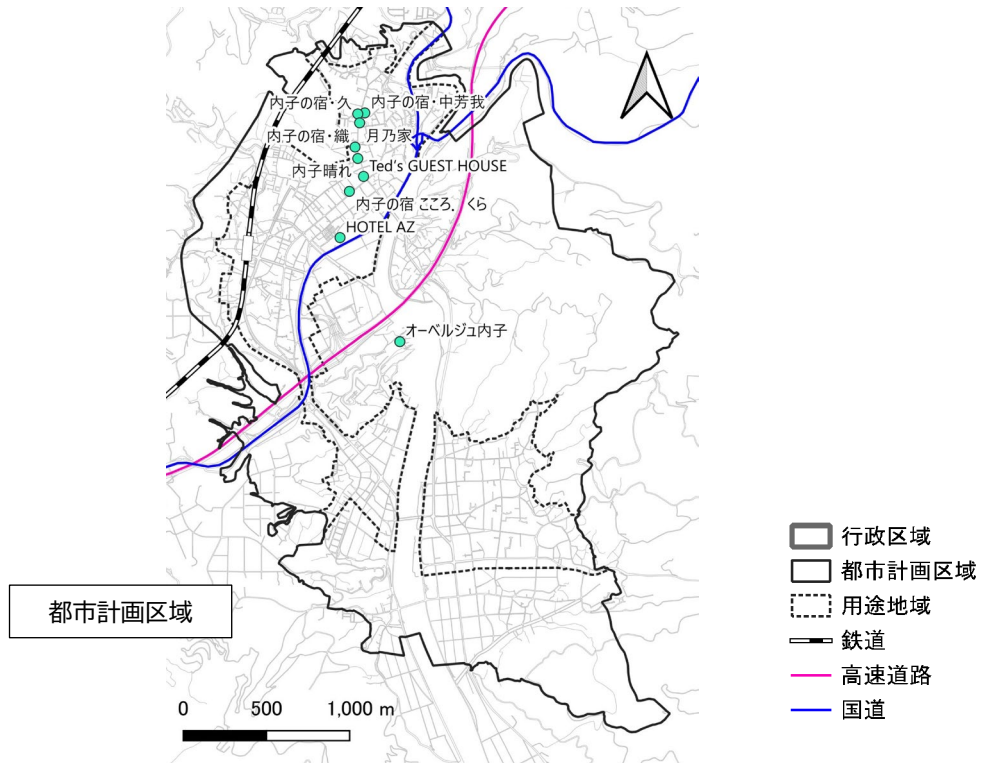 内子の宿・久
内子の宿・中芳我
内子の宿・織
月乃家
内子晴れ
Ted's GUEST HOUSE
内子の宿 こころ. くら
HOTEL AZ
オーベルジュ内子
都市計画区域
0 500 1,000 m
行政区域
都市計画区域
用途地域
鉄道
高速道路
国道